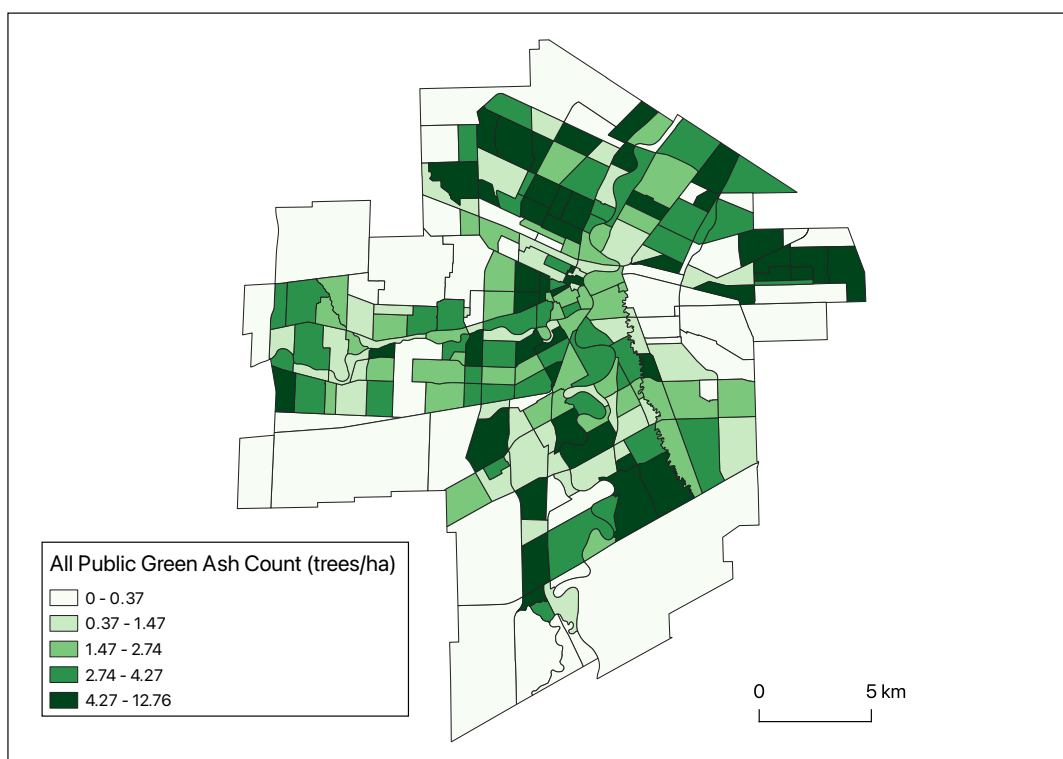 All Public Green Ash Count (trees/ha)
0 - 0.37
0.37 - 1.47
1.47 - 2.74
2.74 - 4.27
4.27 - 12.76
0 5 km